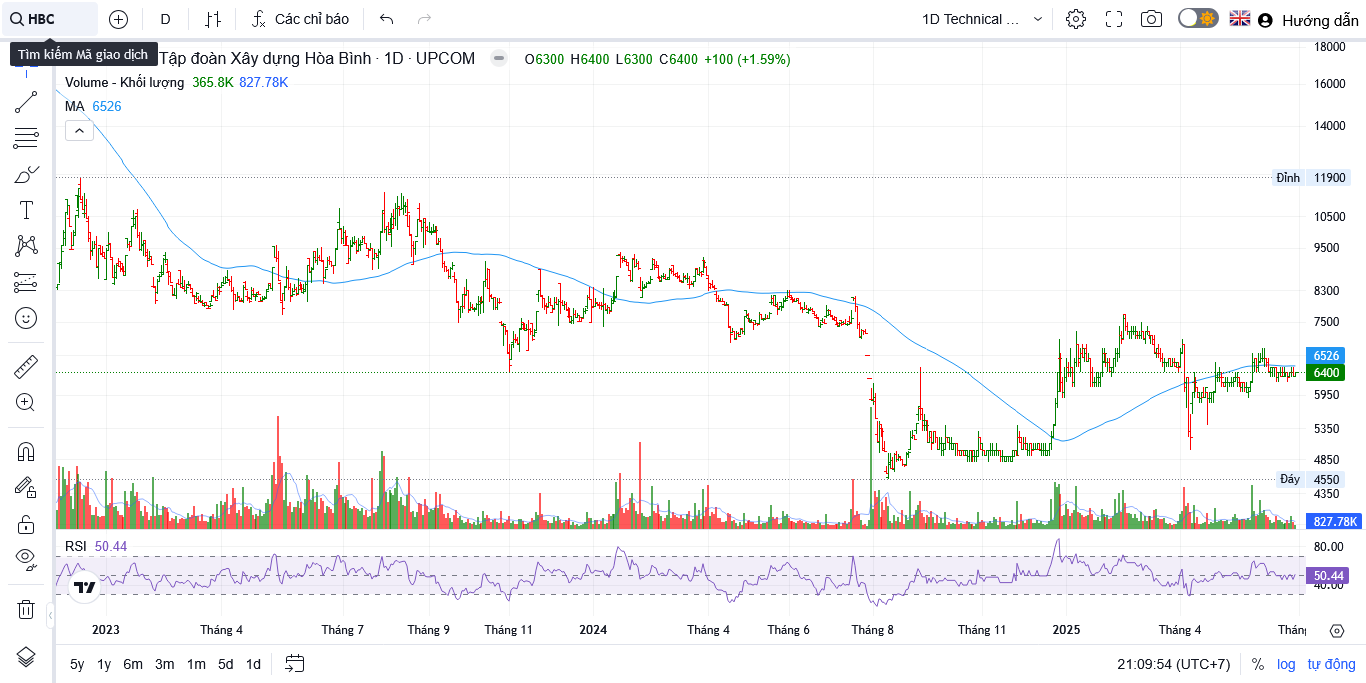 HBC
D
Các chỉ báo
1D Technical ...
Hướng dẫn
Tìm kiếm Mã giao dịch
Tập đoàn Xây dựng Hòa Bình · 1D · UPCOM
O6300 H6400 L6300 C6400 +100 (+1.59%)
Volume - Khối lượng 365.8K 827.78K
MA 6526
18000
16000
14000
Đỉnh 11900
10500
9500
8300
7500
6526
6400
5950
5350
4850
Đáy 4550
4350
827.78K
RSI 50.44
80.00
50.44
40.00
2023 Tháng 4 Tháng 7 Tháng 9 Tháng 11 2024 Tháng 4 Tháng 6 Tháng 8 Tháng 11 2025 Tháng 4
5y 1y 6m 3m 1m 5d 1d
21:09:54 (UTC+7) % log tự động